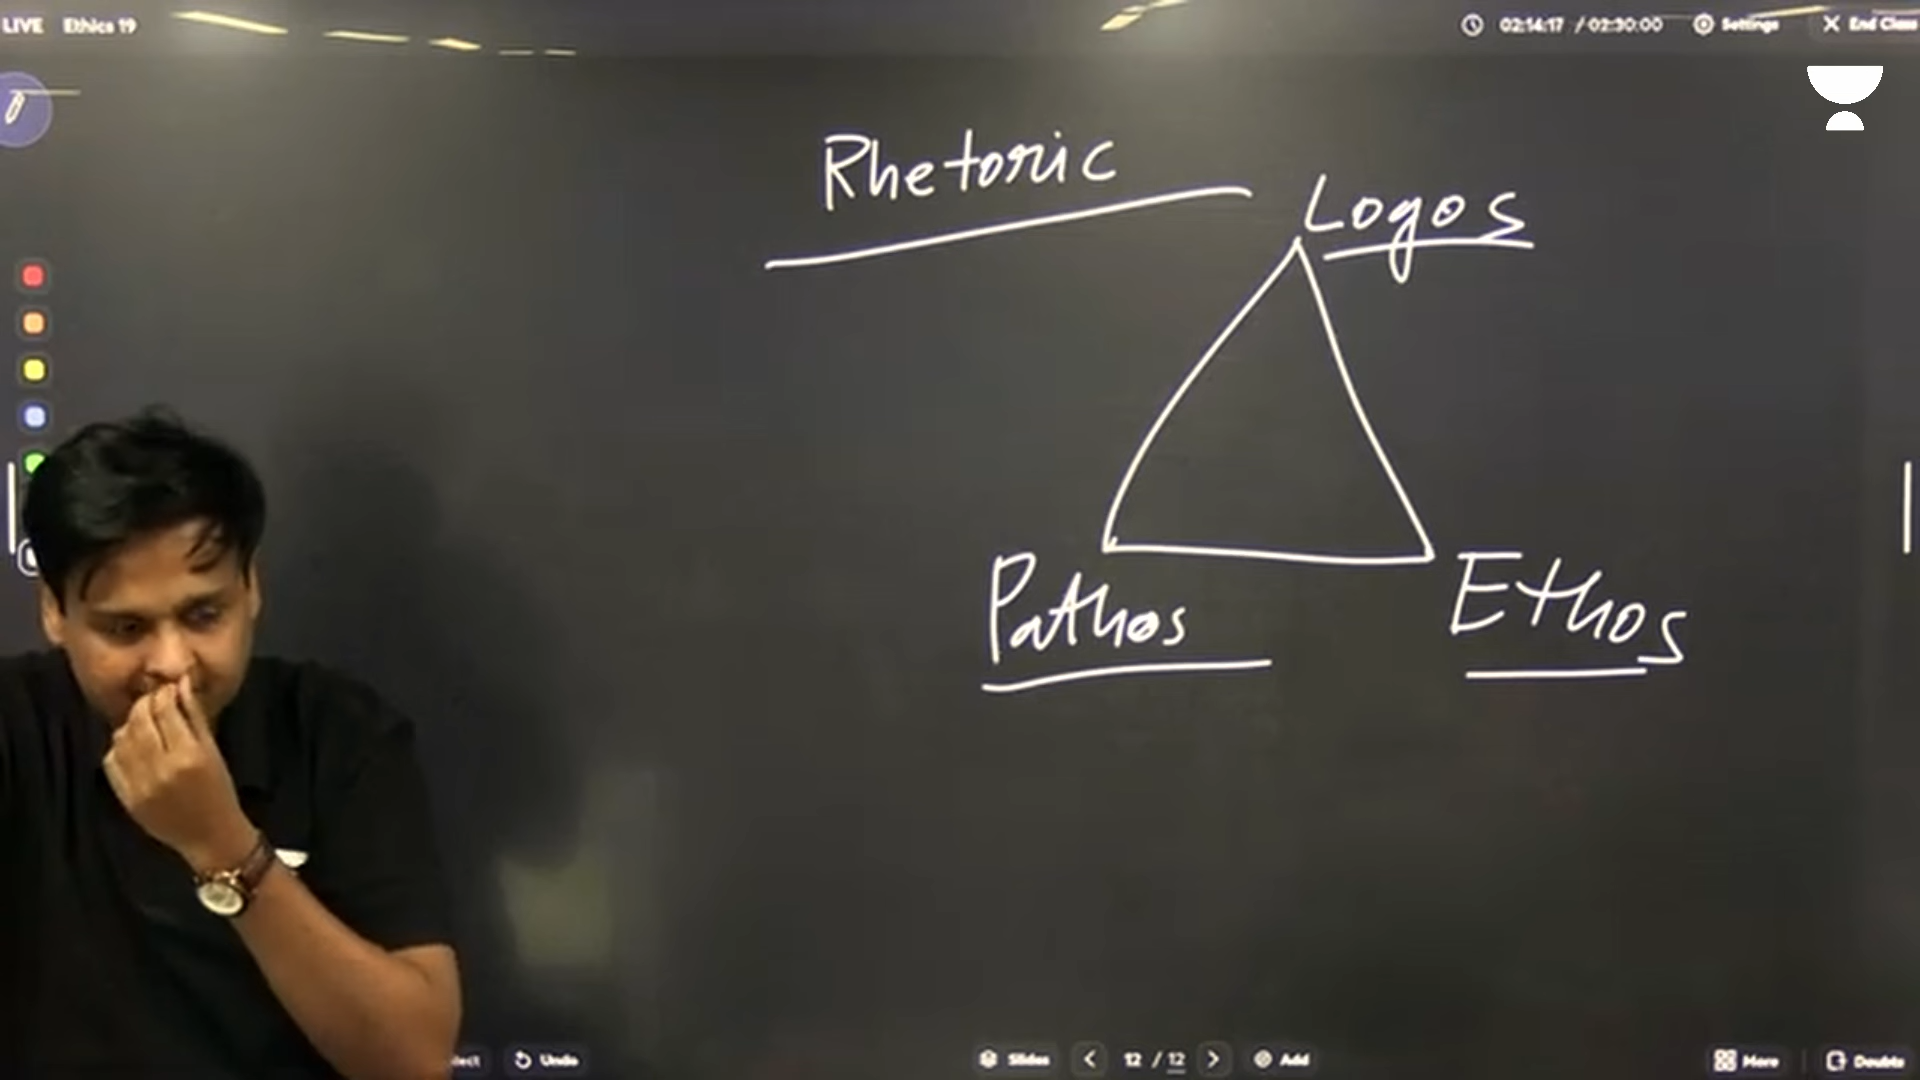 LIVE Ethics 19
02:14:17 / 02:30:00 Settings End Class
Rhetoric
Logos
Pathos
Ethos
Undo Slides 12 / 12 Add More Doubts